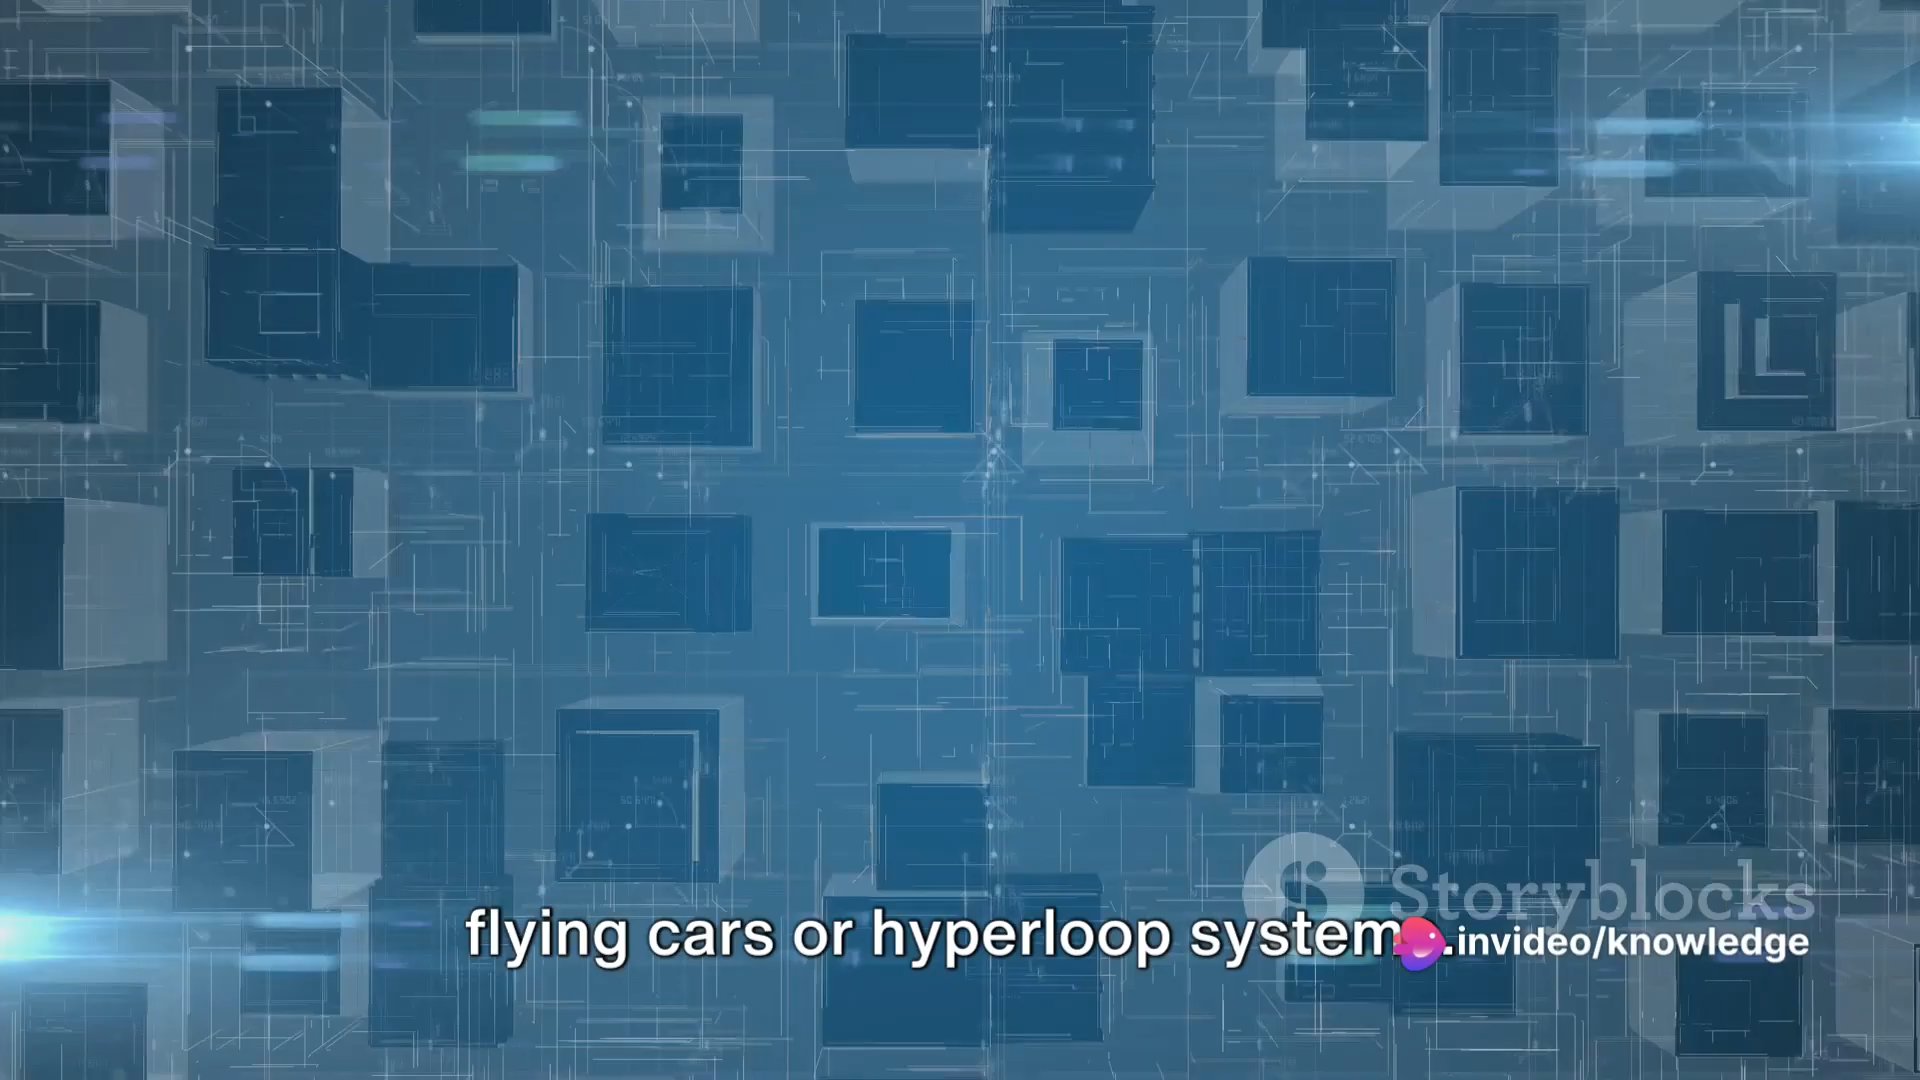 Storyblocks
flying cars or hyperloop system
.invideo/knowledge